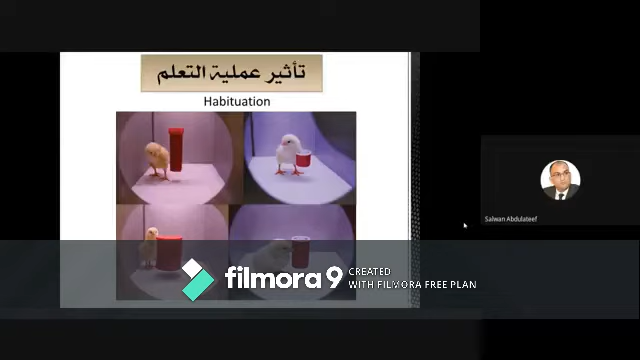 تأثير عملية التعلم
Habituation
Salwan Abdulateef
filmora 9
CREATED
WITH FILMORA FREE PLAN